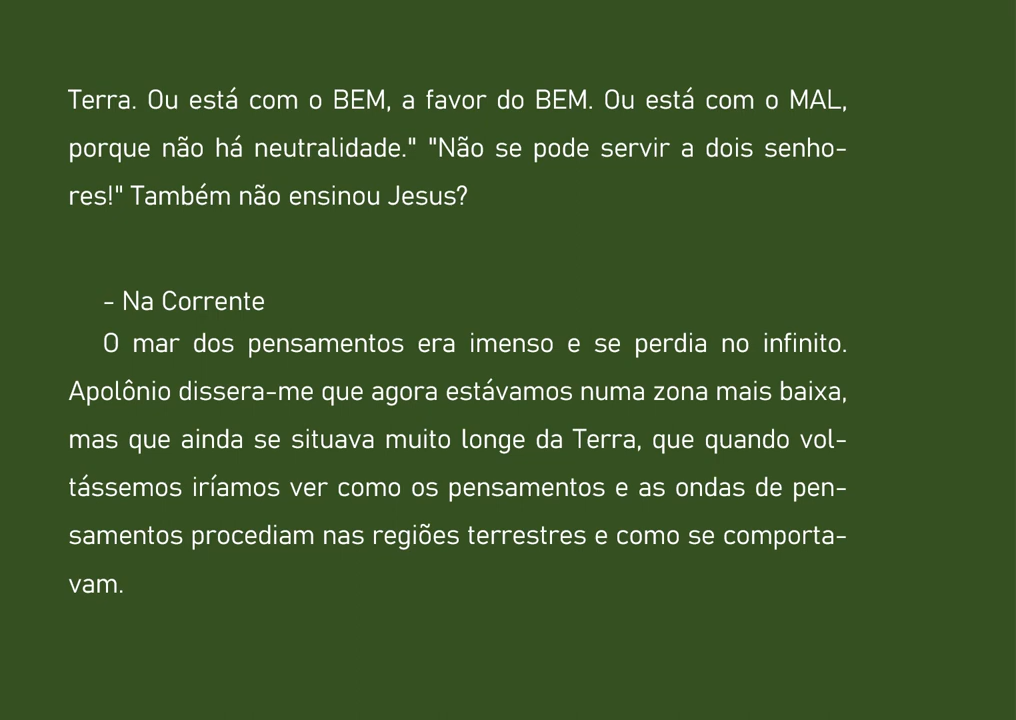 Terra. Ou está com o BEM, a favor do BEM. Ou está com o MAL,
porque não há neutralidade." "Não se pode servir a dois senho-
res!" Também não ensinou Jesus?
- Na Corrente
O mar dos pensamentos era imenso e se perdia no infinito.
Apolônio dissera-me que agora estávamos numa zona mais baixa,
mas que ainda se situava muito longe da Terra, que quando vol-
tássemos iríamos ver como os pensamentos e as ondas de pen-
samentos procediam nas regiões terrestres e como se comporta-
vam.